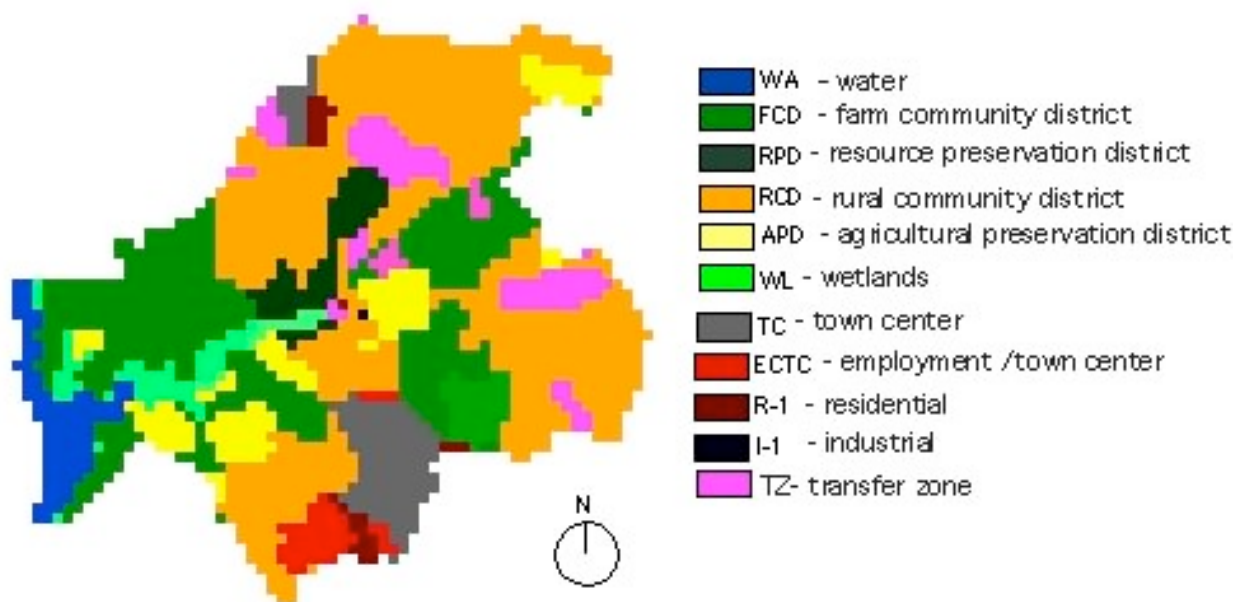 WA - water
FCD - farm community district
RPD - resource preservation district
RCD - rural community district
APD - agricultural preservation district
WL - wetlands
TC - town center
ECTC - employment /town center
R-1 - residential
I-1 - industrial
TZ- transfer zone
N